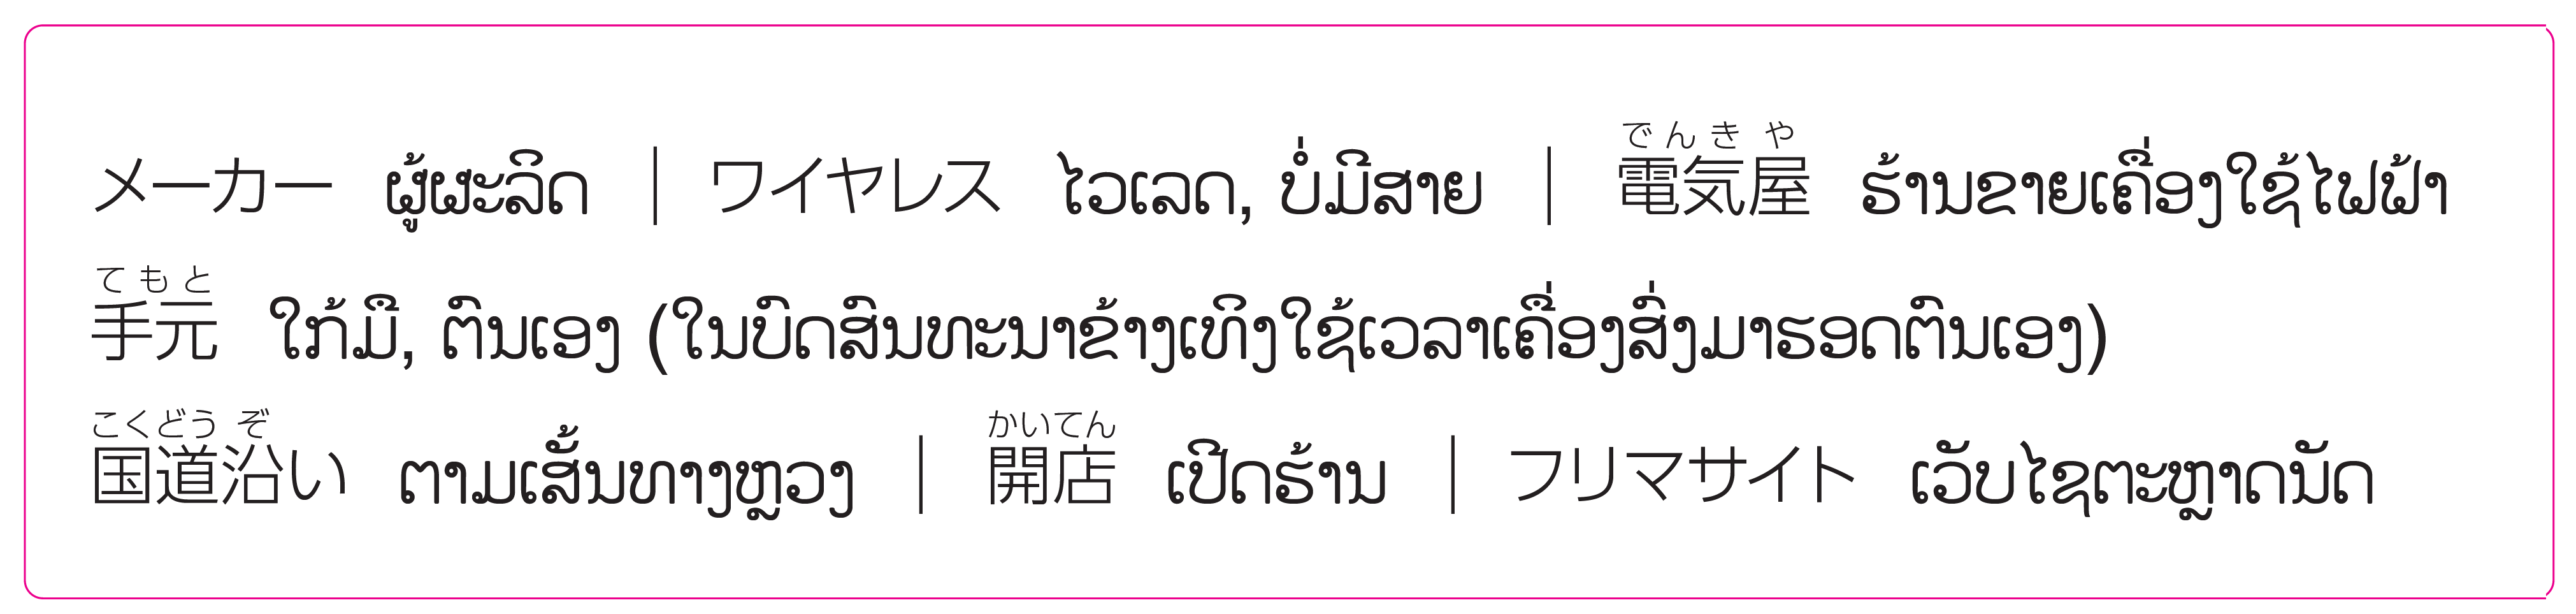 メーカー ຜູ້ຜະລິດ | ワイヤレス ໄວເລດ, ບໍ່ມີສາຍ | 電気屋 ຮ້ານຂາຍເຄື່ອງໃຊ້ໄຟຟ້າ
でんきや
手元 ໃກ້ມື, ຕົນເອງ (ໃນບົດສົນທະນາຂ້າງເທິງໃຊ້ເວລາເຄື່ອງສົ່ງມາຮອດຕົນເອງ)
てもと
国道沿い ຕາມເສັ້ນທາງຫຼວງ | 開店 ເປີດຮ້ານ | フリマサイト ເວັບໄຊຕະຫຼາດນັດ
こくどうぞ かいてん